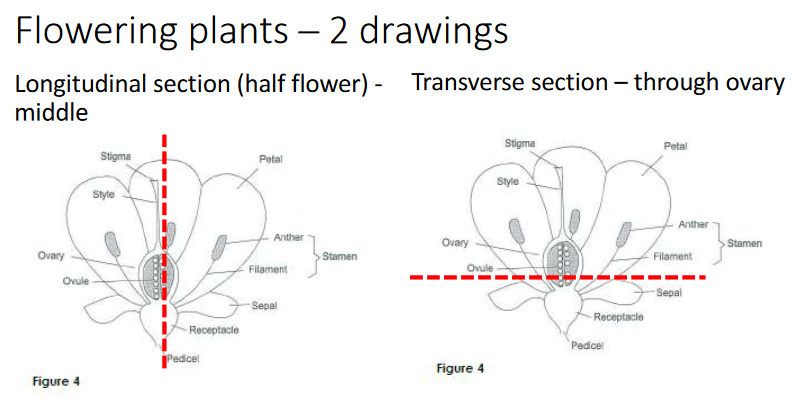 Flowering plants – 2 drawings
Longitudinal section (half flower) -
middle
Stigma
Petal
Style
Anther
Stamen
Ovary
Filament
Ovule
Sepal
Receptacle
Pedicel
Figure 4
Transverse section – through ovary
Stigma
Petal
Style
Anther
Stamen
Ovary
Filament
Ovule
Sepal
Receptacle
Pedicel
Figure 4